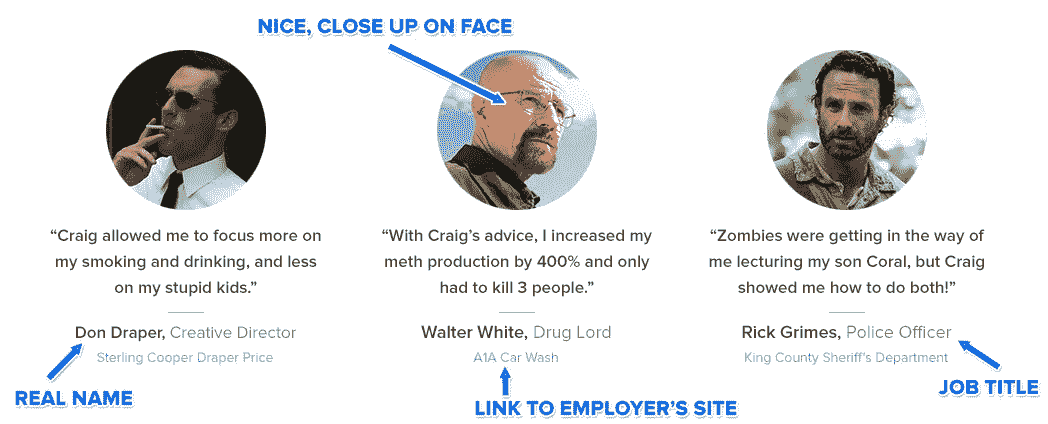 NICE, CLOSE UP ON FACE
“Craig allowed me to focus more on
my smoking and drinking, and less
on my stupid kids.”
Don Draper, Creative Director
Sterling Cooper Draper Price
REAL NAME
“With Craig’s advice, I increased my
meth production by 400% and only
had to kill 3 people.”
Walter White, Drug Lord
A1A Car Wash
LINK TO EMPLOYER’S SITE
“Zombies were getting in the way of
me lecturing my son Coral, but Craig
showed me how to do both!”
Rick Grimes, Police Officer
King County Sheriff's Department
JOB TITLE